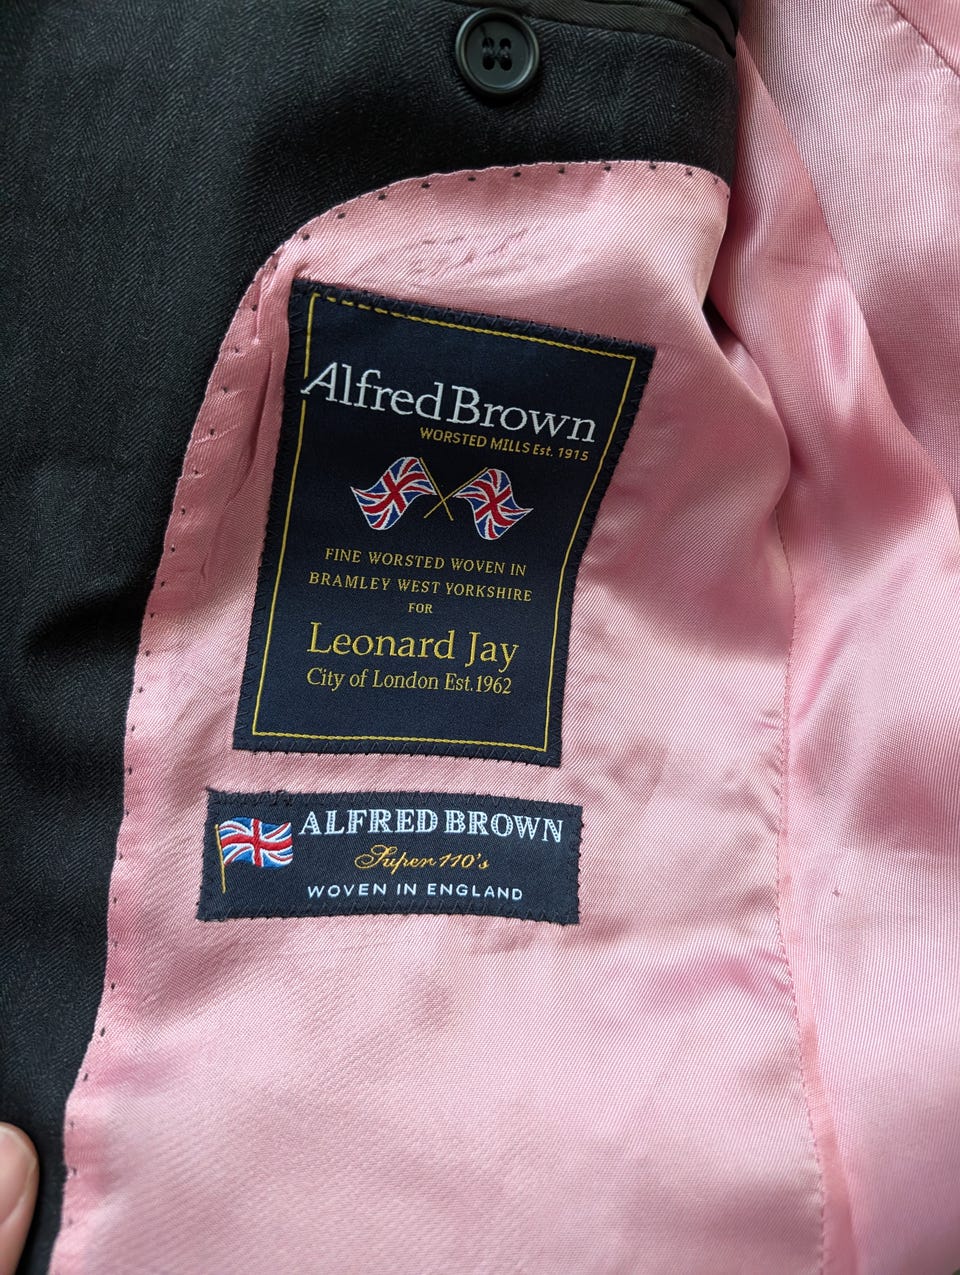 Alfred Brown
WORSTED MILLS Est. 1915
FINE WORSTED WOVEN IN
BRAMLEY WEST YORKSHIRE
FOR
Leonard Jay
City of London Est.1962
ALFRED BROWN
Super 110's
WOVEN IN ENGLAND